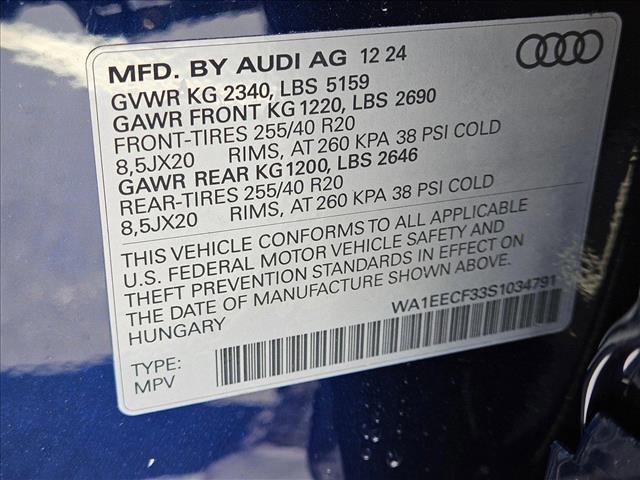 MFD. BY AUDI AG 12 24
GVWR KG 2340, LBS 5159
GAWR FRONT KG 1220, LBS 2690
FRONT-TIRES 255/40 R20
8,5JX20 RIMS, AT 260 KPA 38 PSI COLD
GAWR REAR KG 1200, LBS 2646
REAR-TIRES 255/40 R20
8,5JX20 RIMS, AT 260 KPA 38 PSI COLD
THIS VEHICLE CONFORMS TO ALL APPLICABLE
U.S. FEDERAL MOTOR VEHICLE SAFETY AND
THEFT PREVENTION STANDARDS IN EFFECT ON
THE DATE OF MANUFACTURE SHOWN ABOVE.
HUNGARY
WA1EECF33S1034791
TYPE:
MPV